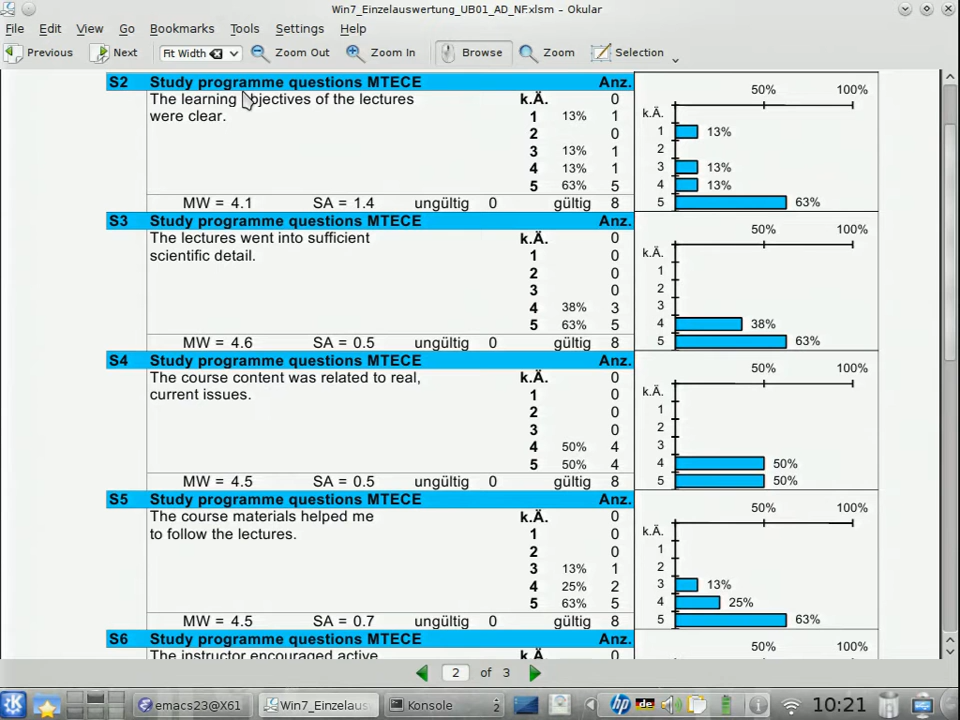 Win7_Einzelauswertung_UB01_AD_NF.xlsm – Okular
File Edit View Go Bookmarks Tools Settings Help
Previous Next Fit Width Zoom Out Zoom In Browse Zoom Selection
S2 Study programme questions MTECE Anz.
The learning objectives of the lectures
were clear.
k.Ä. 0
1 13% 1
2 0
3 13% 1
4 13% 1
5 63% 5
MW = 4.1 SA = 1.4 ungültig 0 gültig 8
50% 100%
k.Ä.
1 13%
2
3 13%
4 13%
5 63%
S3 Study programme questions MTECE Anz.
The lectures went into sufficient
scientific detail.
k.Ä. 0
1 0
2 0
3 0
4 38% 3
5 63% 5
MW = 4.6 SA = 0.5 ungültig 0 gültig 8
50% 100%
k.Ä.
1
2
3
4 38%
5 63%
S4 Study programme questions MTECE Anz.
The course content was related to real,
current issues.
k.Ä. 0
1 0
2 0
3 0
4 50% 4
5 50% 4
MW = 4.5 SA = 0.5 ungültig 0 gültig 8
50% 100%
k.Ä.
1
2
3
4 50%
5 50%
S5 Study programme questions MTECE Anz.
The course materials helped me
to follow the lectures.
k.Ä. 0
1 0
2 0
3 13% 1
4 25% 2
5 63% 5
MW = 4.5 SA = 0.7 ungültig 0 gültig 8
50% 100%
k.Ä.
1
2
3 13%
4 25%
5 63%
S6 Study programme questions MTECE Anz.
The instructor encouraged active
k.Ä. 0
50% 100%
2 of 3
emacs23@X61 Win7_Einzelaus Konsole 2 hp de 10:21